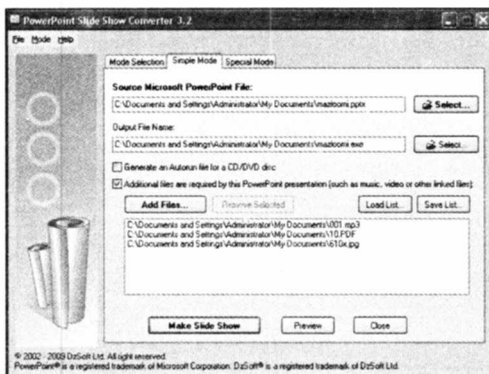 PowerPoint Slide Show Converter 3.2
File Mode Help
Mode Selection Simple Mode Special Mode
Source Microsoft PowerPoint File:
C:\Documents and Settings\Administrator\My Documents\mazloomi.pptx Select...
Output File Name:
C:\Documents and Settings\Administrator\My Documents\mazloomi.exe Select...
Generate an Autorun file for a CD/DVD disc
Additional files are required by this PowerPoint presentation (such as music, video or other linked files):
Add Files... Remove Selected Load List... Save List...
C:\Documents and Settings\Administrator\My Documents\001.mp3
C:\Documents and Settings\Administrator\My Documents\10.PDF
C:\Documents and Settings\Administrator\My Documents\610x.jpg
Make Slide Show Preview Close
© 2002 - 2009 DzSoft Ltd. All right reserved.
PowerPoint® is a registered trademark of Microsoft Corporation. DzSoft® is a registered trademark of DzSoft Ltd.